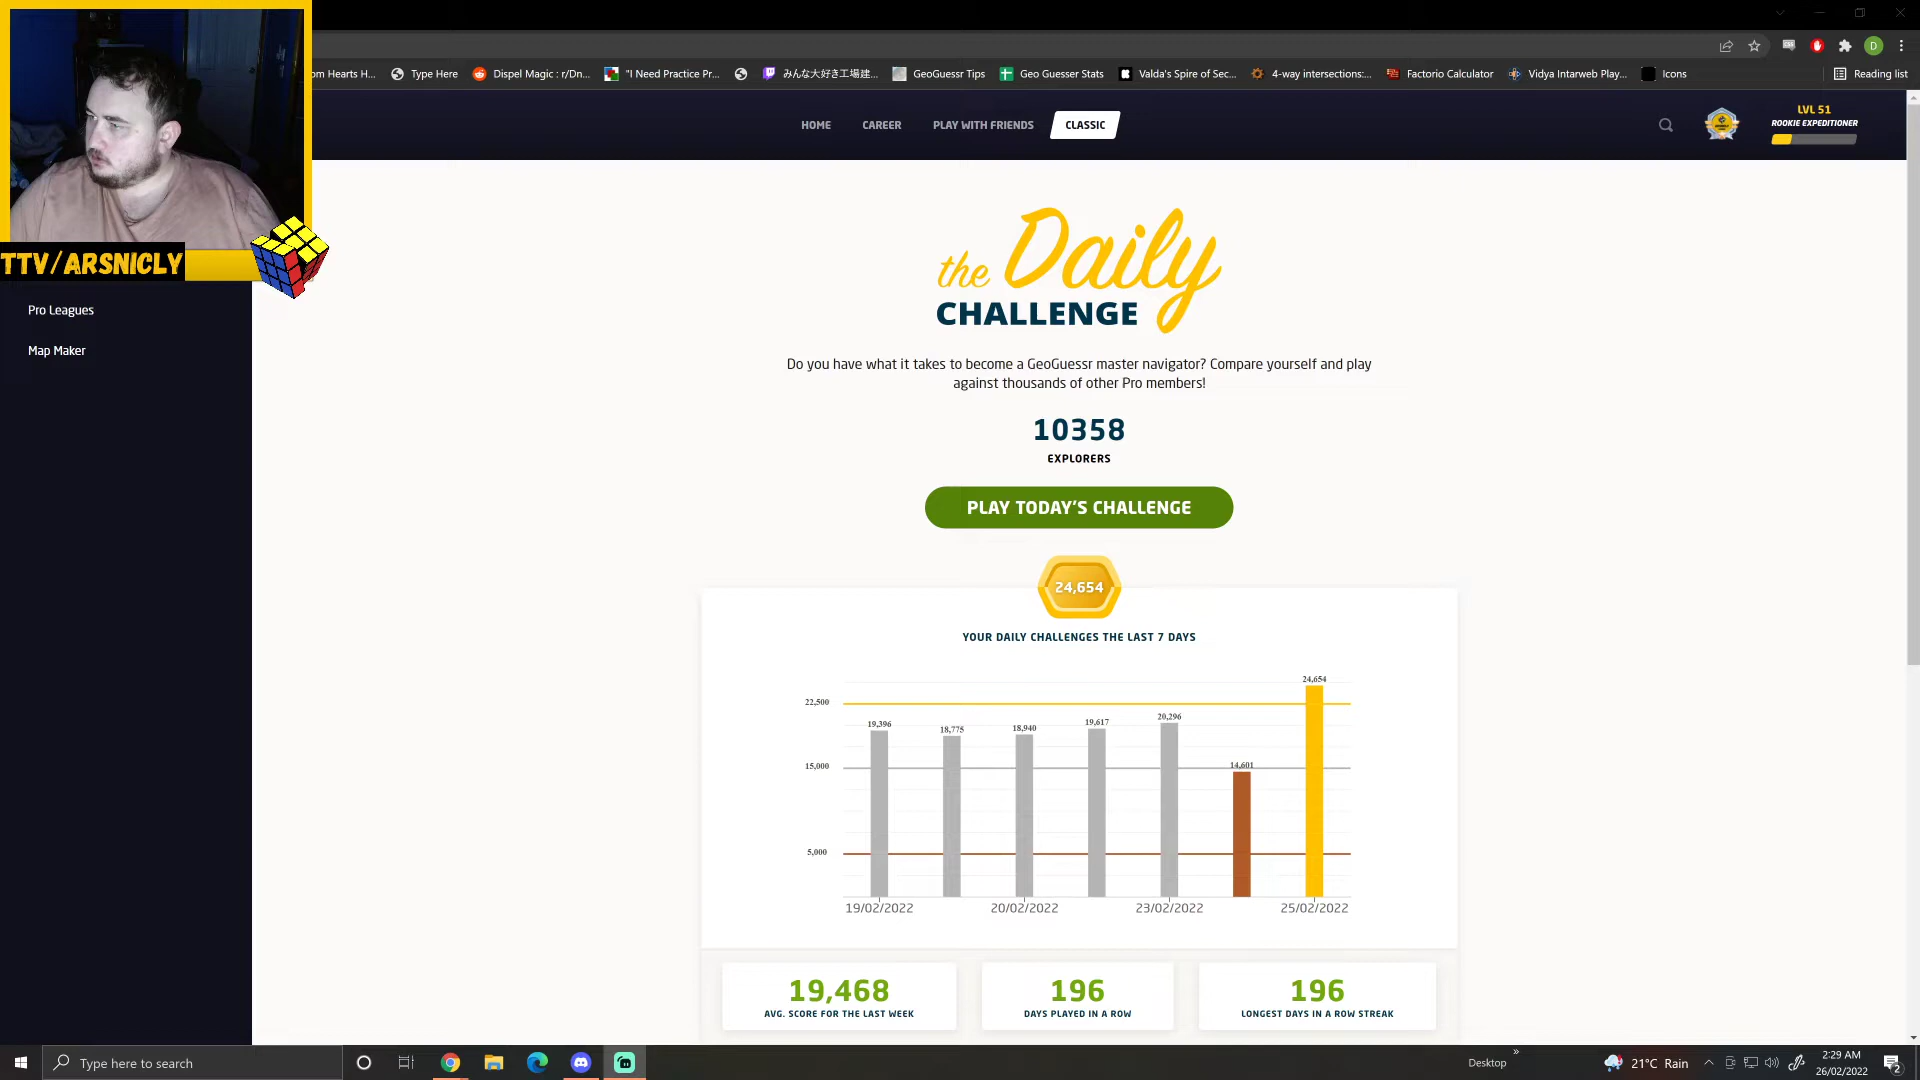 om Hearts H...
Type Here
Dispel Magic : r/Dn...
"I Need Practice Pr...
みんな大好き工場建...
GeoGuessr Tips
Geo Guesser Stats
Valda's Spire of Sec...
4-way intersections:...
Factorio Calculator
Vidya Intarweb Play...
Icons
Reading list
HOME
CAREER
PLAY WITH FRIENDS
CLASSIC
LVL 51
ROOKIE EXPEDITIONER
TTV/ARSNICLY
Pro Leagues
Map Maker
the Daily
CHALLENGE
Do you have what it takes to become a GeoGuessr master navigator? Compare yourself and play
against thousands of other Pro members!
10358
EXPLORERS
PLAY TODAY'S CHALLENGE
24,654
YOUR DAILY CHALLENGES THE LAST 7 DAYS
22,500
15,000
5,000
19,396
18,775
18,940
19,617
20,296
14,601
24,654
19/02/2022
20/02/2022
23/02/2022
25/02/2022
19,468
AVG. SCORE FOR THE LAST WEEK
196
DAYS PLAYED IN A ROW
196
LONGEST DAYS IN A ROW STREAK
Type here to search
Desktop
21°C Rain
2:29 AM
26/02/2022
2
D